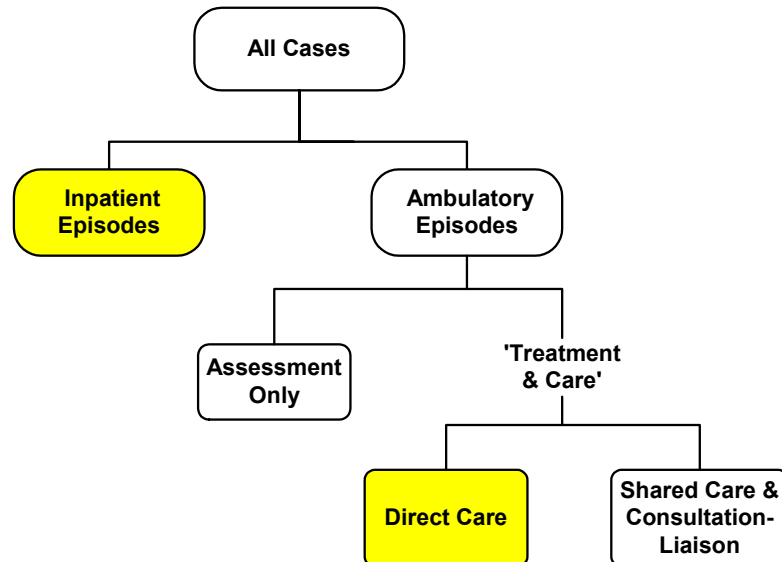 All Cases
Inpatient
Episodes
Ambulatory
Episodes
Assessment
Only
'Treatment
& Care'
Direct Care
Shared Care &
Consultation-
Liaison